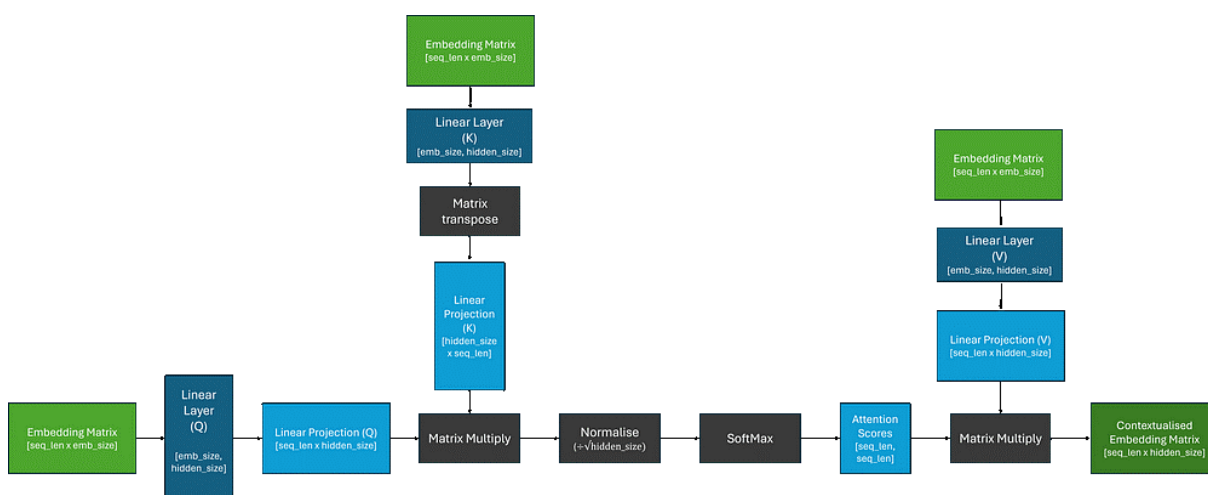 Embedding Matrix
[seq_len x emb_size]
Linear Layer
(K)
[emb_size, hidden_size]
Matrix
transpose
Linear
Projection
(K)
[hidden_size
x seq_len]
Embedding Matrix
[seq_len x emb_size]
Linear Layer
(V)
[emb_size, hidden_size]
Linear Projection (V)
[seq_len x hidden_size]
Embedding Matrix
[seq_len x emb_size]
Linear
Layer
(Q)
[emb_size,
hidden_size]
Linear Projection (Q)
[seq_len x hidden_size]
Matrix Multiply
Normalise
(÷√hidden_size)
SoftMax
Attention
Scores
[seq_len,
seq_len]
Matrix Multiply
Contextualised
Embedding Matrix
[seq_len x hidden_size]